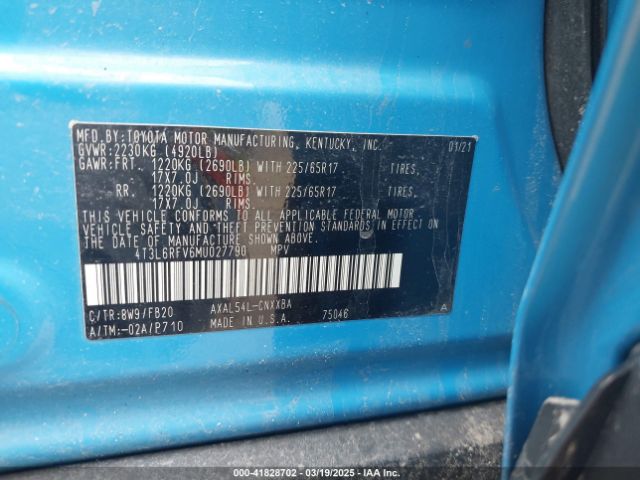 MFD.BY:TOYOTA MOTOR MANUFACTURING, KENTUCKY, INC. 01/21
GVWR:2230KG (4920LB)
GAWR:FRT. 1220KG (2690LB) WITH 225/65R17 TIRES,
17X7.0J RIMS,
RR. 1220KG (2690LB) WITH 225/65R17 TIRES,
17X7.0J RIMS.
THIS VEHICLE CONFORMS TO ALL APPLICABLE FEDERAL MOTOR
VEHICLE SAFETY AND THEFT PREVENTION STANDARDS IN EFFECT ON
THE DATE OF MANUFACTURE SHOWN ABOVE.
4T3L6RFV6MU027790 MPV
C/TR:8W9/FB20 AXAL54L-CNXXBA A
A/TM:-02A/P710 MADE IN U.S.A. 75046
000-41828702 — 03/19/2025 — IAA Inc.